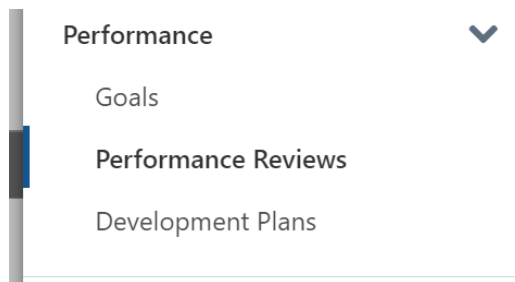 Performance
Goals
Performance Reviews
Development Plans